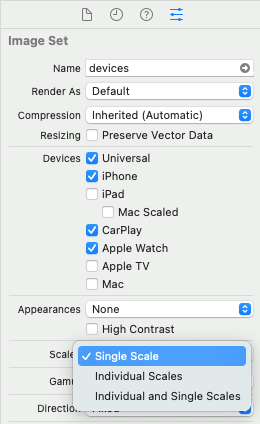 Image Set
Name devices
Render As Default
Compression Inherited (Automatic)
Resizing Preserve Vector Data
Devices Universal
iPhone
iPad
Mac Scaled
CarPlay
Apple Watch
Apple TV
Mac
Appearances None
High Contrast
Scale Single Scale
Individual Scales
Gam Individual and Single Scales
Direction